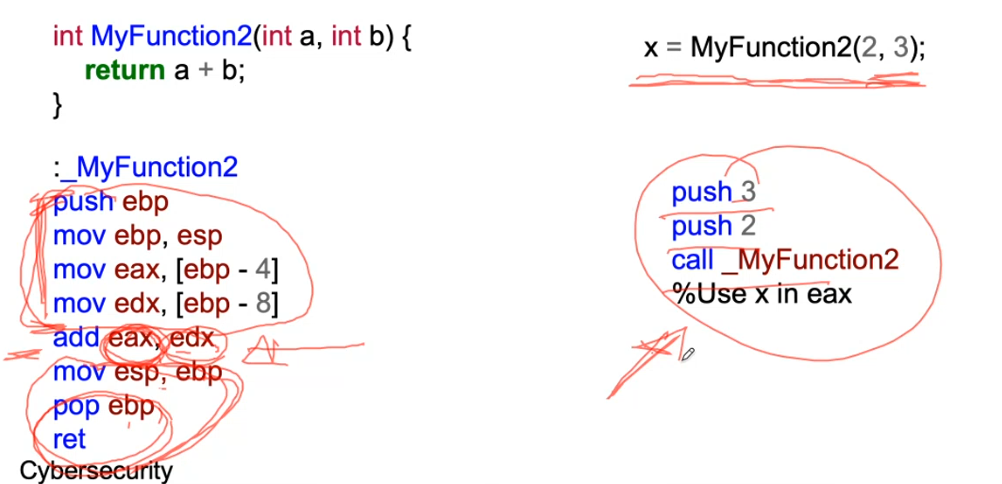 int MyFunction2(int a, int b) {
return a + b;
}
:_MyFunction2
push ebp
mov ebp, esp
mov eax, [ebp - 4]
mov edx, [ebp - 8]
add eax, edx
mov esp, ebp
pop ebp
ret
Cybersecurity
x = MyFunction2(2, 3);
push 3
push 2
call _MyFunction2
%Use x in eax